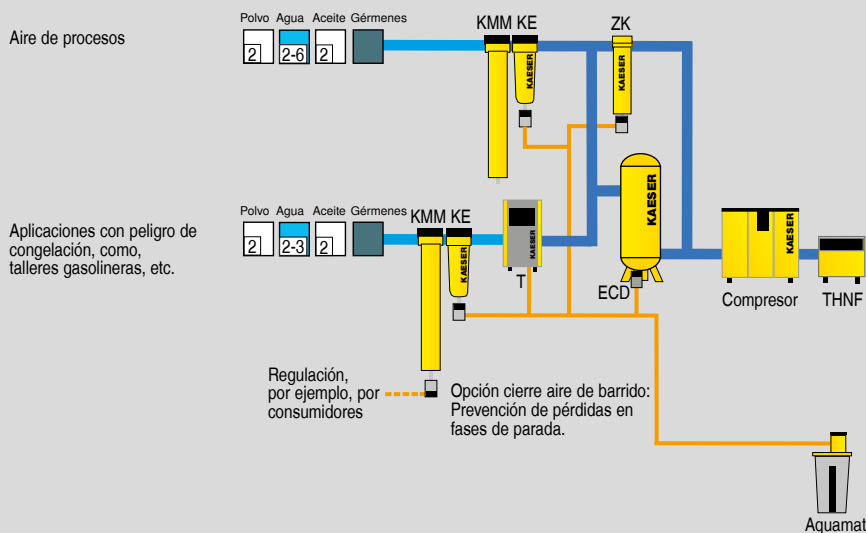 Polvo Agua Aceite Gérmenes
KMM KE
ZK
Aire de procesos
2 2-6 2
KAESER
KAESER
Polvo Agua Aceite Gérmenes
KMM KE
Aplicaciones con peligro de
congelación, como,
talleres gasolineras, etc.
2 2-3 2
KAESER
KAESER
KAESER
KAESER
T
ECD
Compresor
THNF
Regulación,
por ejemplo, por
consumidores
Opción cierre aire de barrido:
Prevención de pérdidas en
fases de parada.
Aquamat